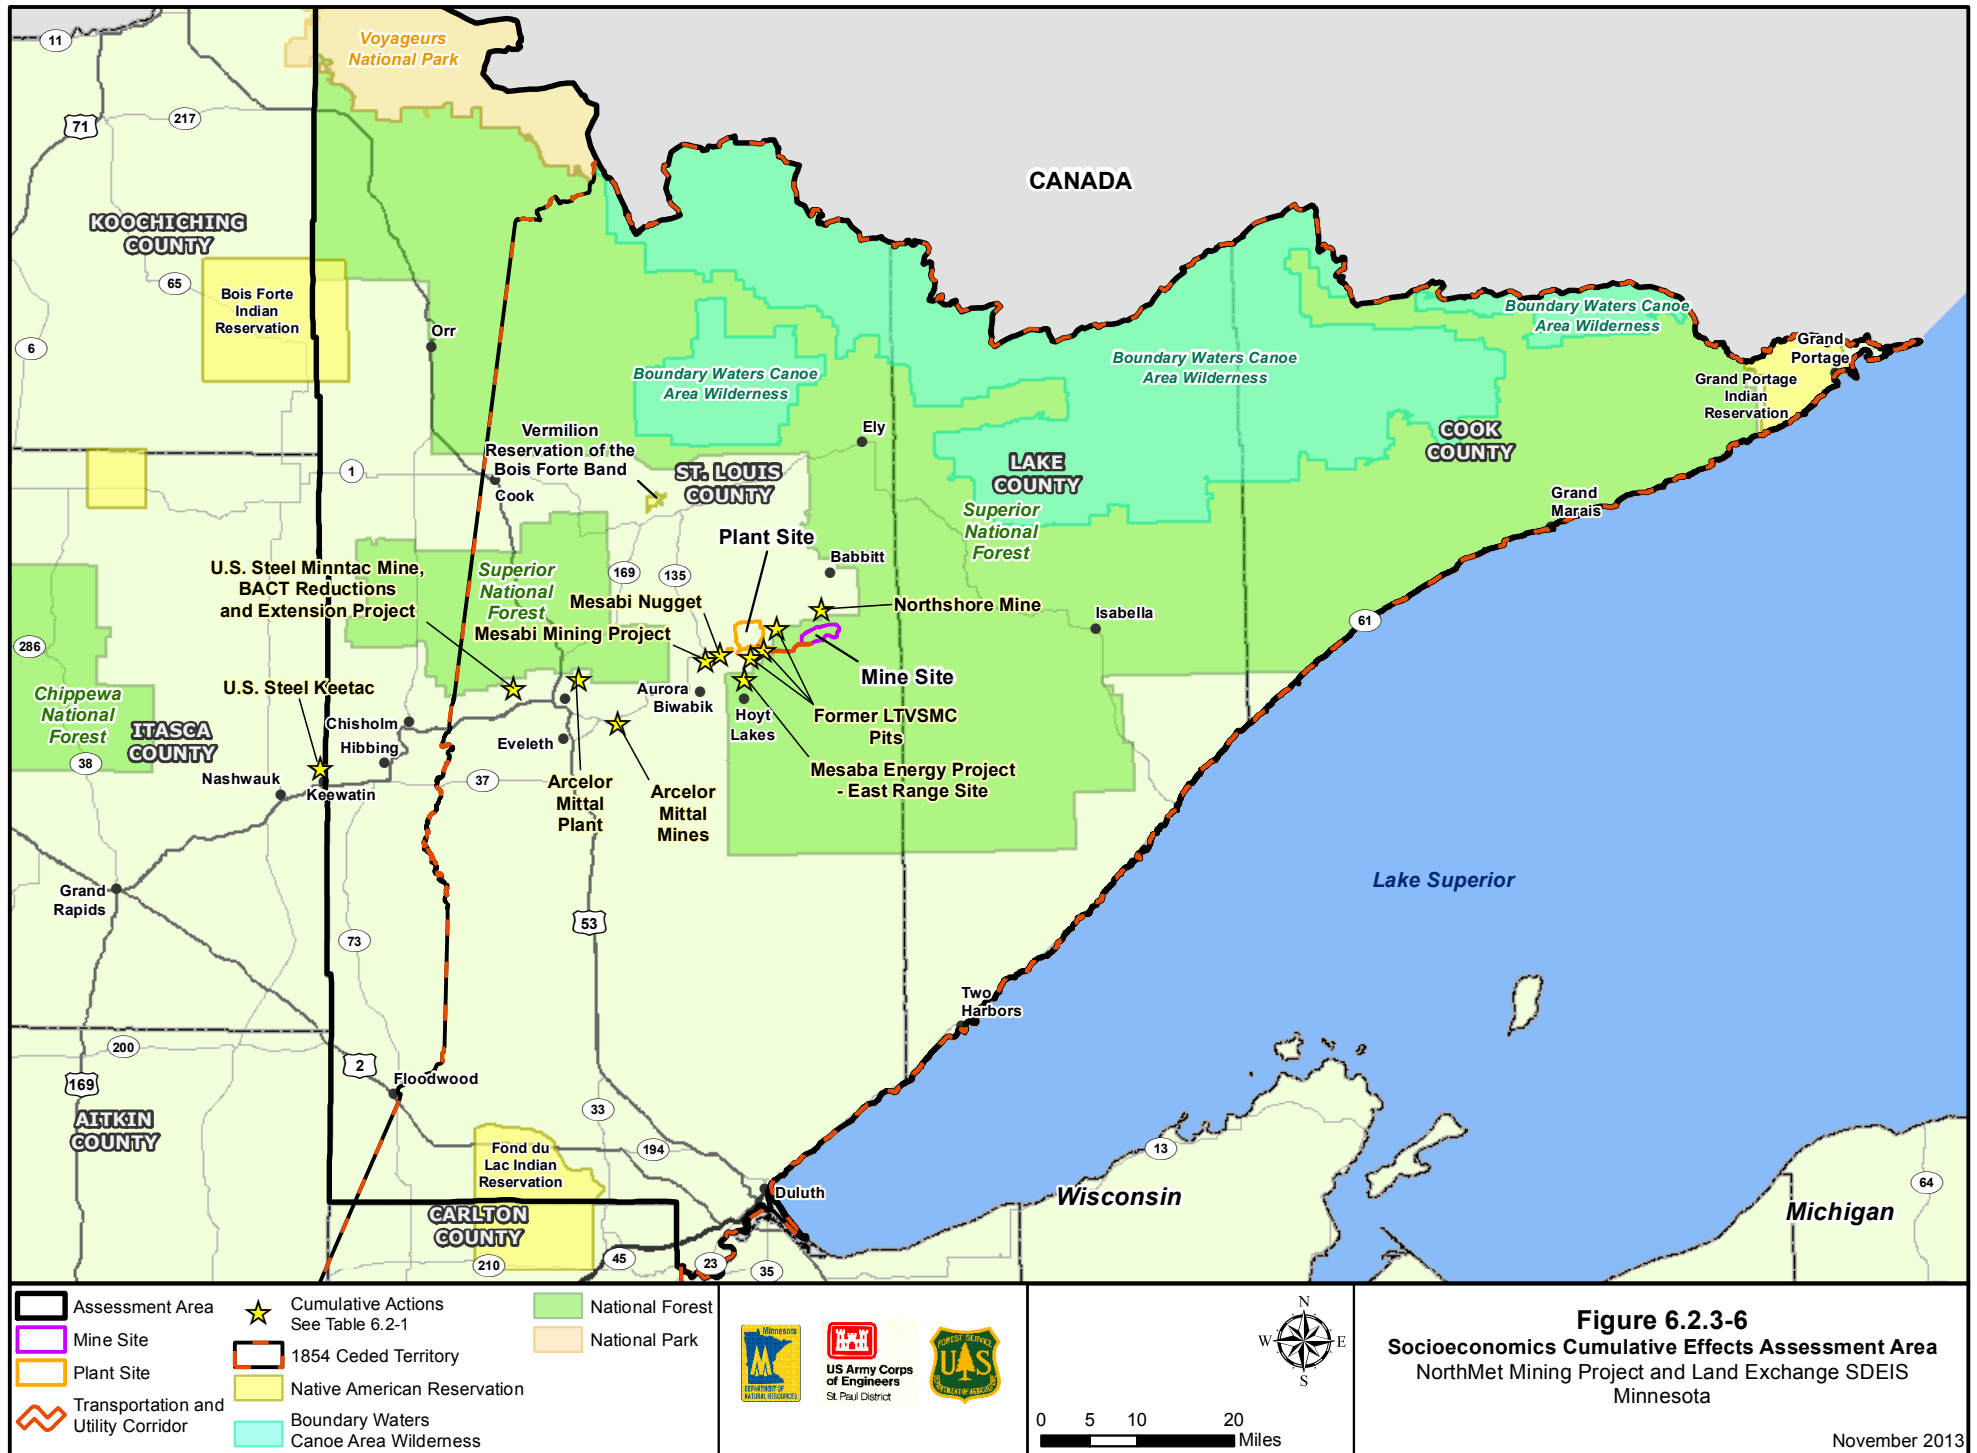 11
Voyageurs
National Park
71
217
CANADA
KOOCHICHING
COUNTY
65
Bois Forte
Indian
Reservation
6
Orr
Boundary Waters Canoe
Area Wilderness
Boundary Waters Canoe
Area Wilderness
Boundary Waters Canoe
Area Wilderness
Grand
Portage
Grand Portage
Indian
Reservation
Vermilion
Reservation of the
Bois Forte Band
Ely
ST. LOUIS
COUNTY
LAKE
COUNTY
COOK
COUNTY
1
Cook
Grand
Marais
Superior
National
Forest
Plant Site
Babbitt
U.S. Steel Minntac Mine,
BACT Reductions
and Extension Project
Superior
National
Forest
169
135
Mesabi Nugget
Northshore Mine
Isabella
61
Mesabi Mining Project
286
Mine Site
Chippewa
National
Forest
U.S. Steel Keetac
Aurora
Biwabik
Hoyt
Lakes
Former LTVSMC
Pits
ITASCA
COUNTY
Chisholm
Hibbing
Eveleth
38
Nashwauk
Keewatin
37
Arcelor
Mittal
Plant
Arcelor
Mittal
Mines
Mesaba Energy Project
- East Range Site
Grand
Rapids
Lake Superior
53
73
Two
Harbors
200
2
169
Floodwood
33
AITKIN
COUNTY
Fond du
Lac Indian
Reservation
194
13
Duluth
Wisconsin
Michigan
64
CARLTON
COUNTY
210
45
23
35
Assessment Area
Mine Site
Plant Site
Transportation and
Utility Corridor
Cumulative Actions
See Table 6.2-1
1854 Ceded Territory
Native American Reservation
Boundary Waters
Canoe Area Wilderness
National Forest
National Park
Minnesota
DEPARTMENT OF
NATURAL RESOURCES
US Army Corps
of Engineers
St. Paul District
FOREST SERVICE
U S
DEPARTMENT OF AGRICULTURE
N
W E
S
0 5 10 20
Miles
Figure 6.2.3-6
Socioeconomics Cumulative Effects Assessment Area
NorthMet Mining Project and Land Exchange SDEIS
Minnesota
November 2013